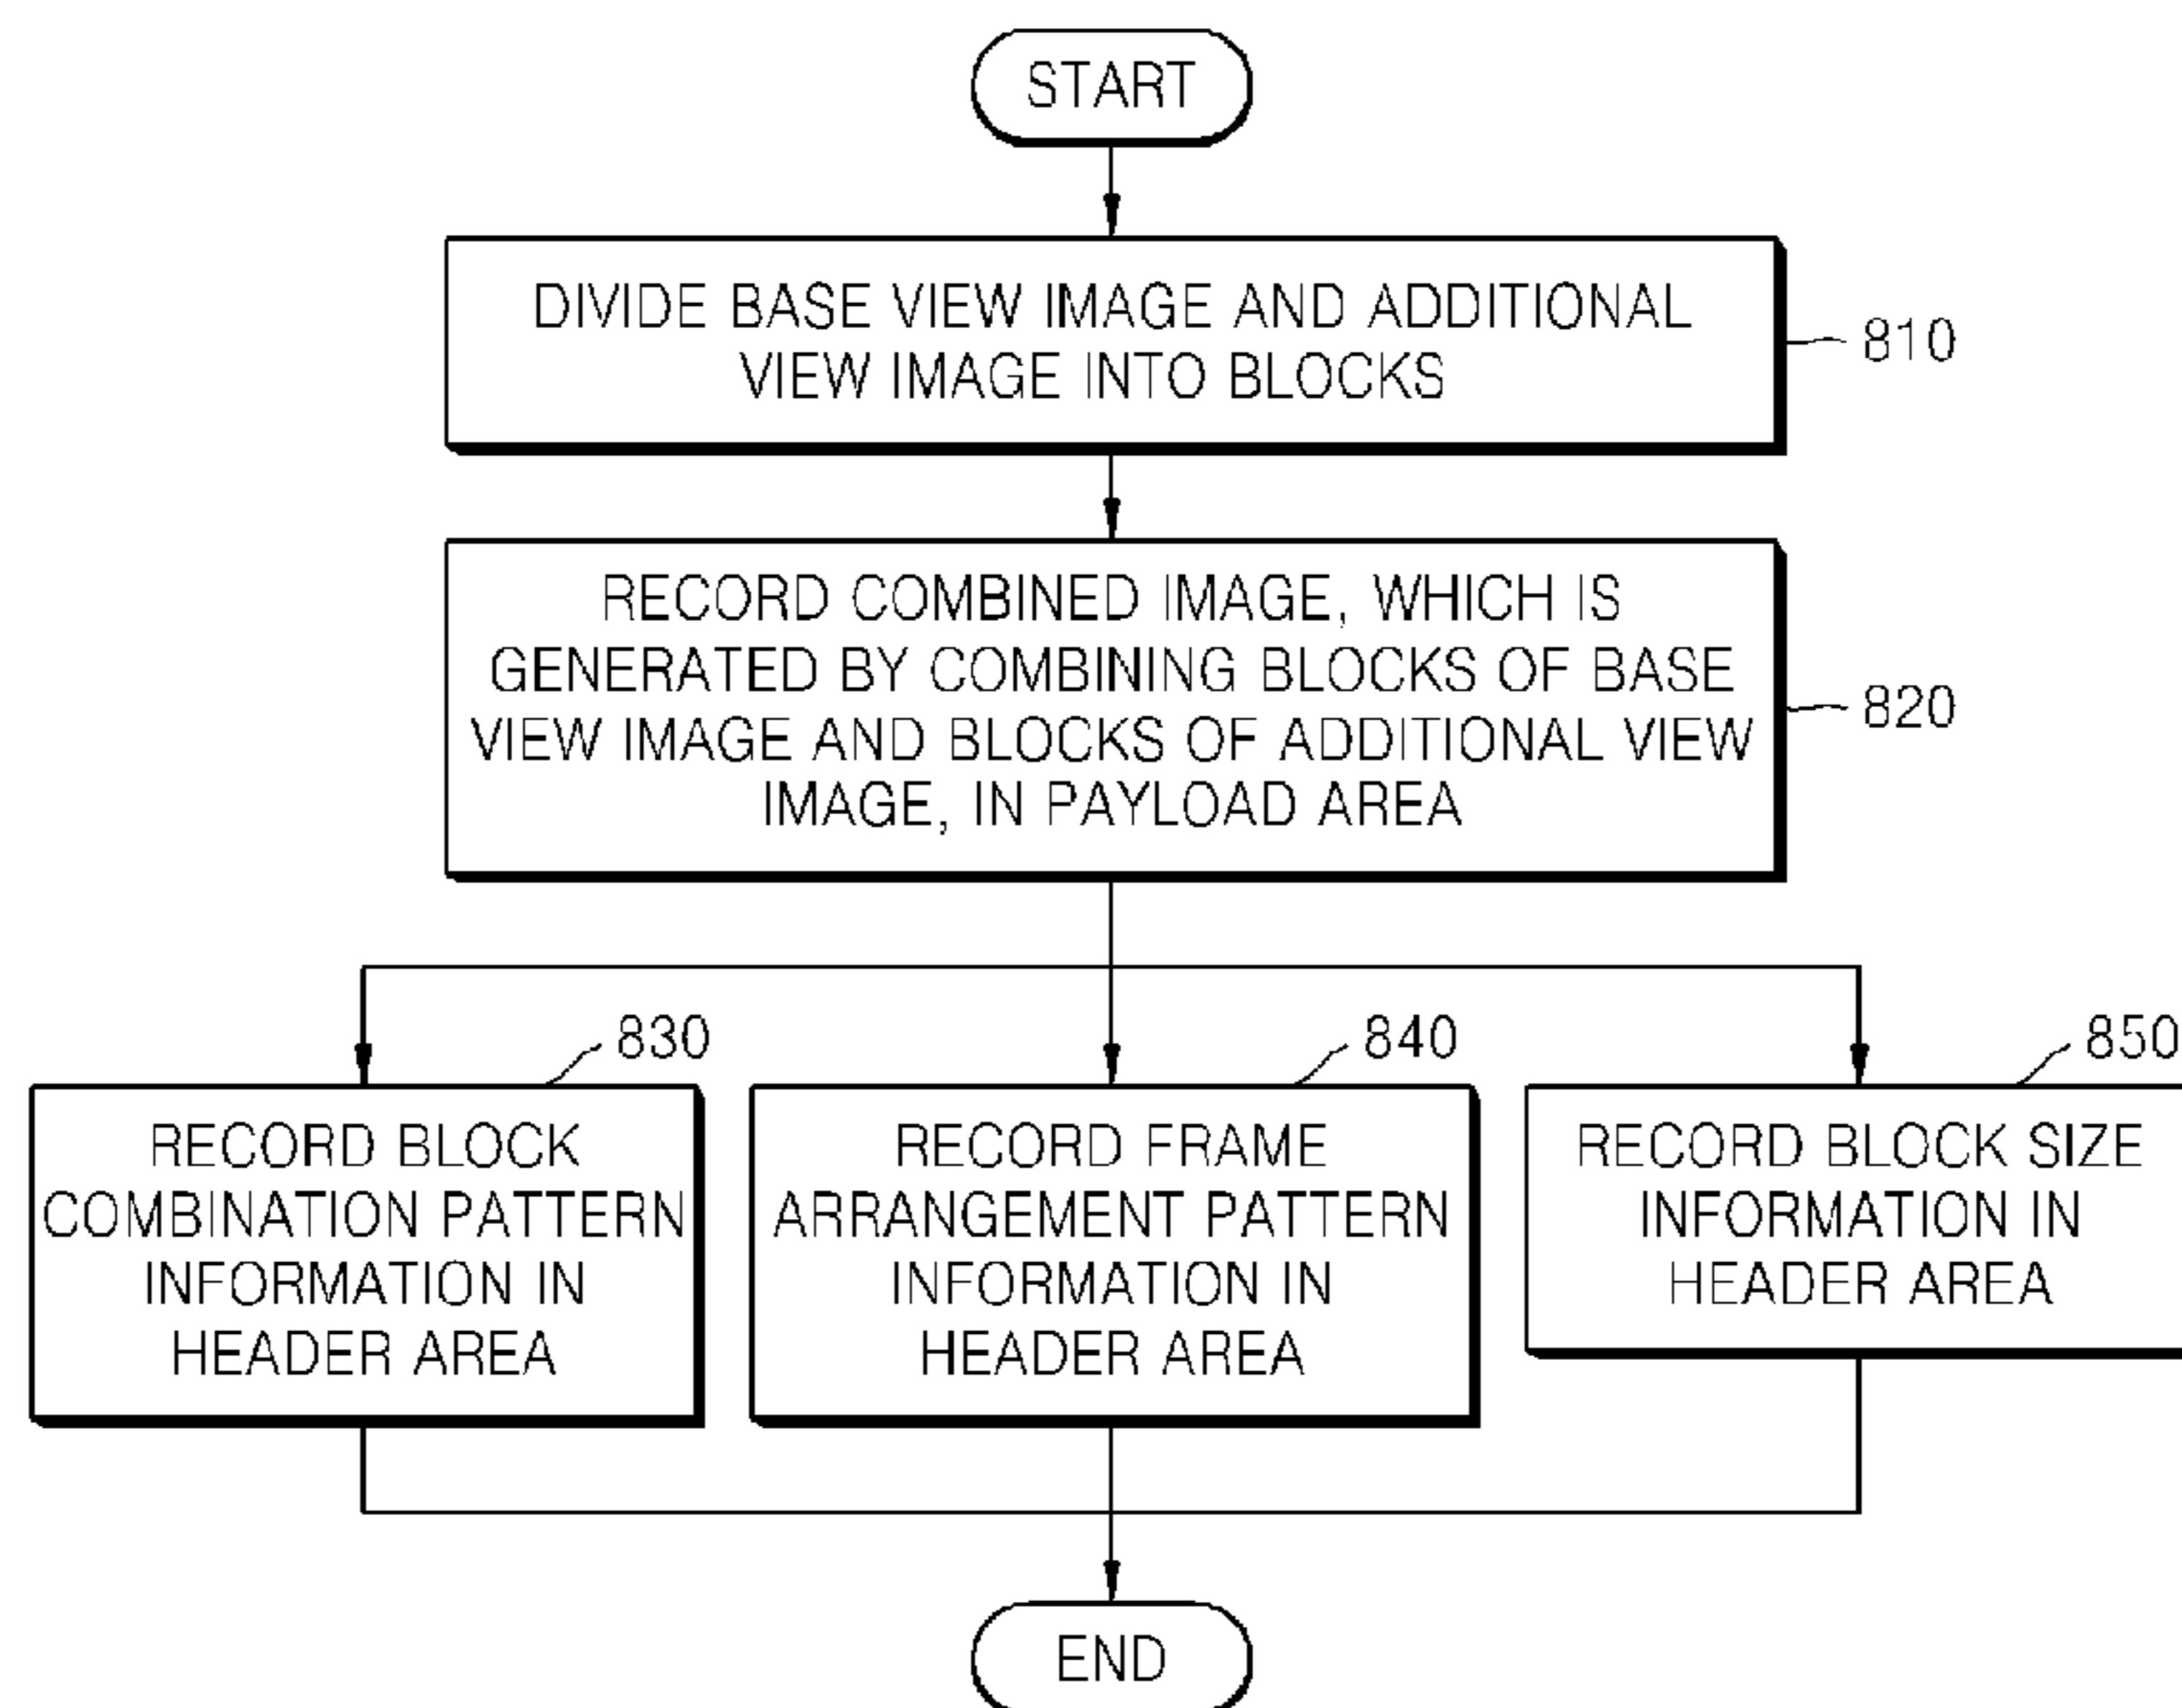 START
DIVIDE BASE VIEW IMAGE AND ADDITIONAL
VIEW IMAGE INTO BLOCKS
810
RECORD COMBINED IMAGE, WHICH IS
GENERATED BY COMBINING BLOCKS OF BASE
VIEW IMAGE AND BLOCKS OF ADDITIONAL VIEW
IMAGE, IN PAYLOAD AREA
820
830
RECORD BLOCK
COMBINATION PATTERN
INFORMATION IN
HEADER AREA
840
RECORD FRAME
ARRANGEMENT PATTERN
INFORMATION IN
HEADER AREA
850
RECORD BLOCK SIZE
INFORMATION IN
HEADER AREA
END